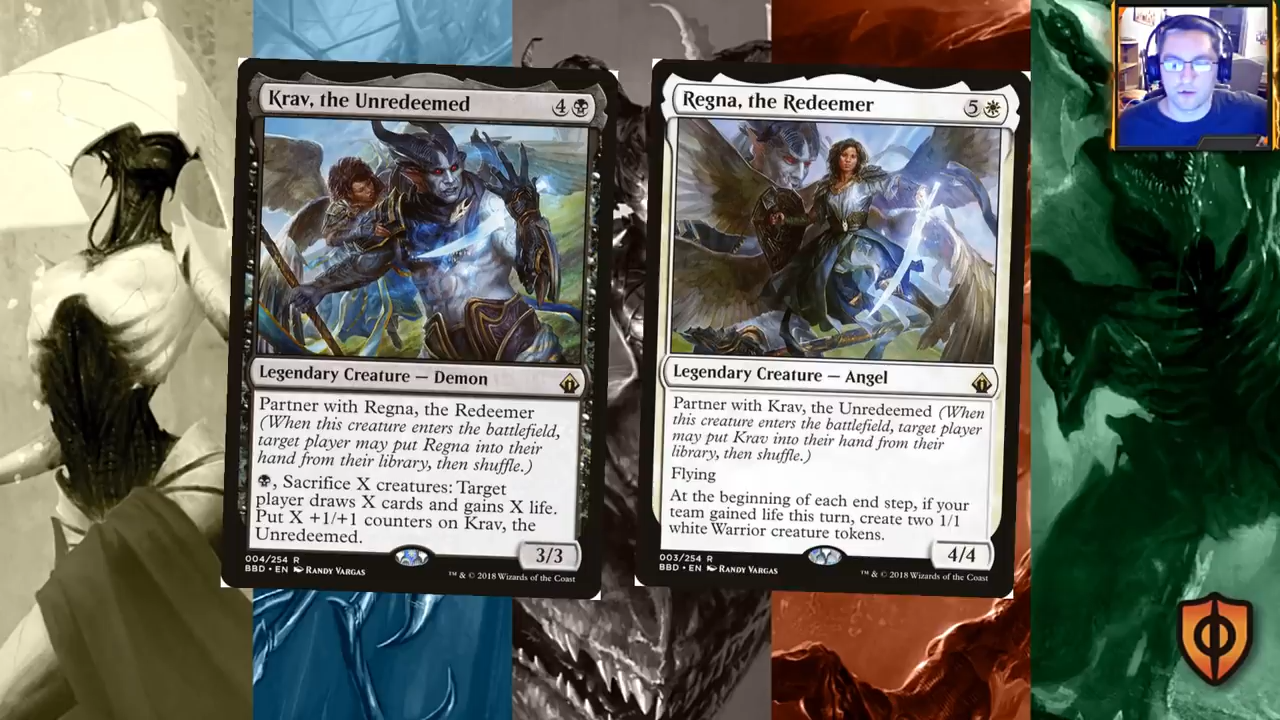 Krav, the Unredeemed 4
Legendary Creature — Demon
Partner with Regna, the Redeemer
(When this creature enters the battlefield,
target player may put Regna into their
hand from their library, then shuffle.)
, Sacrifice X creatures: Target
player draws X cards and gains X life.
Put X +1/+1 counters on Krav, the
Unredeemed.
3/3
004/254 R
BBD • EN RANDY VARGAS
™ & © 2018 Wizards of the Coast
Regna, the Redeemer 5
Legendary Creature — Angel
Partner with Krav, the Unredeemed (When
this creature enters the battlefield, target player
may put Krav into their hand from their
library, then shuffle.)
Flying
At the beginning of each end step, if your
team gained life this turn, create two 1/1
white Warrior creature tokens.
4/4
003/254 R
BBD • EN RANDY VARGAS
™ & © 2018 Wizards of the Coast